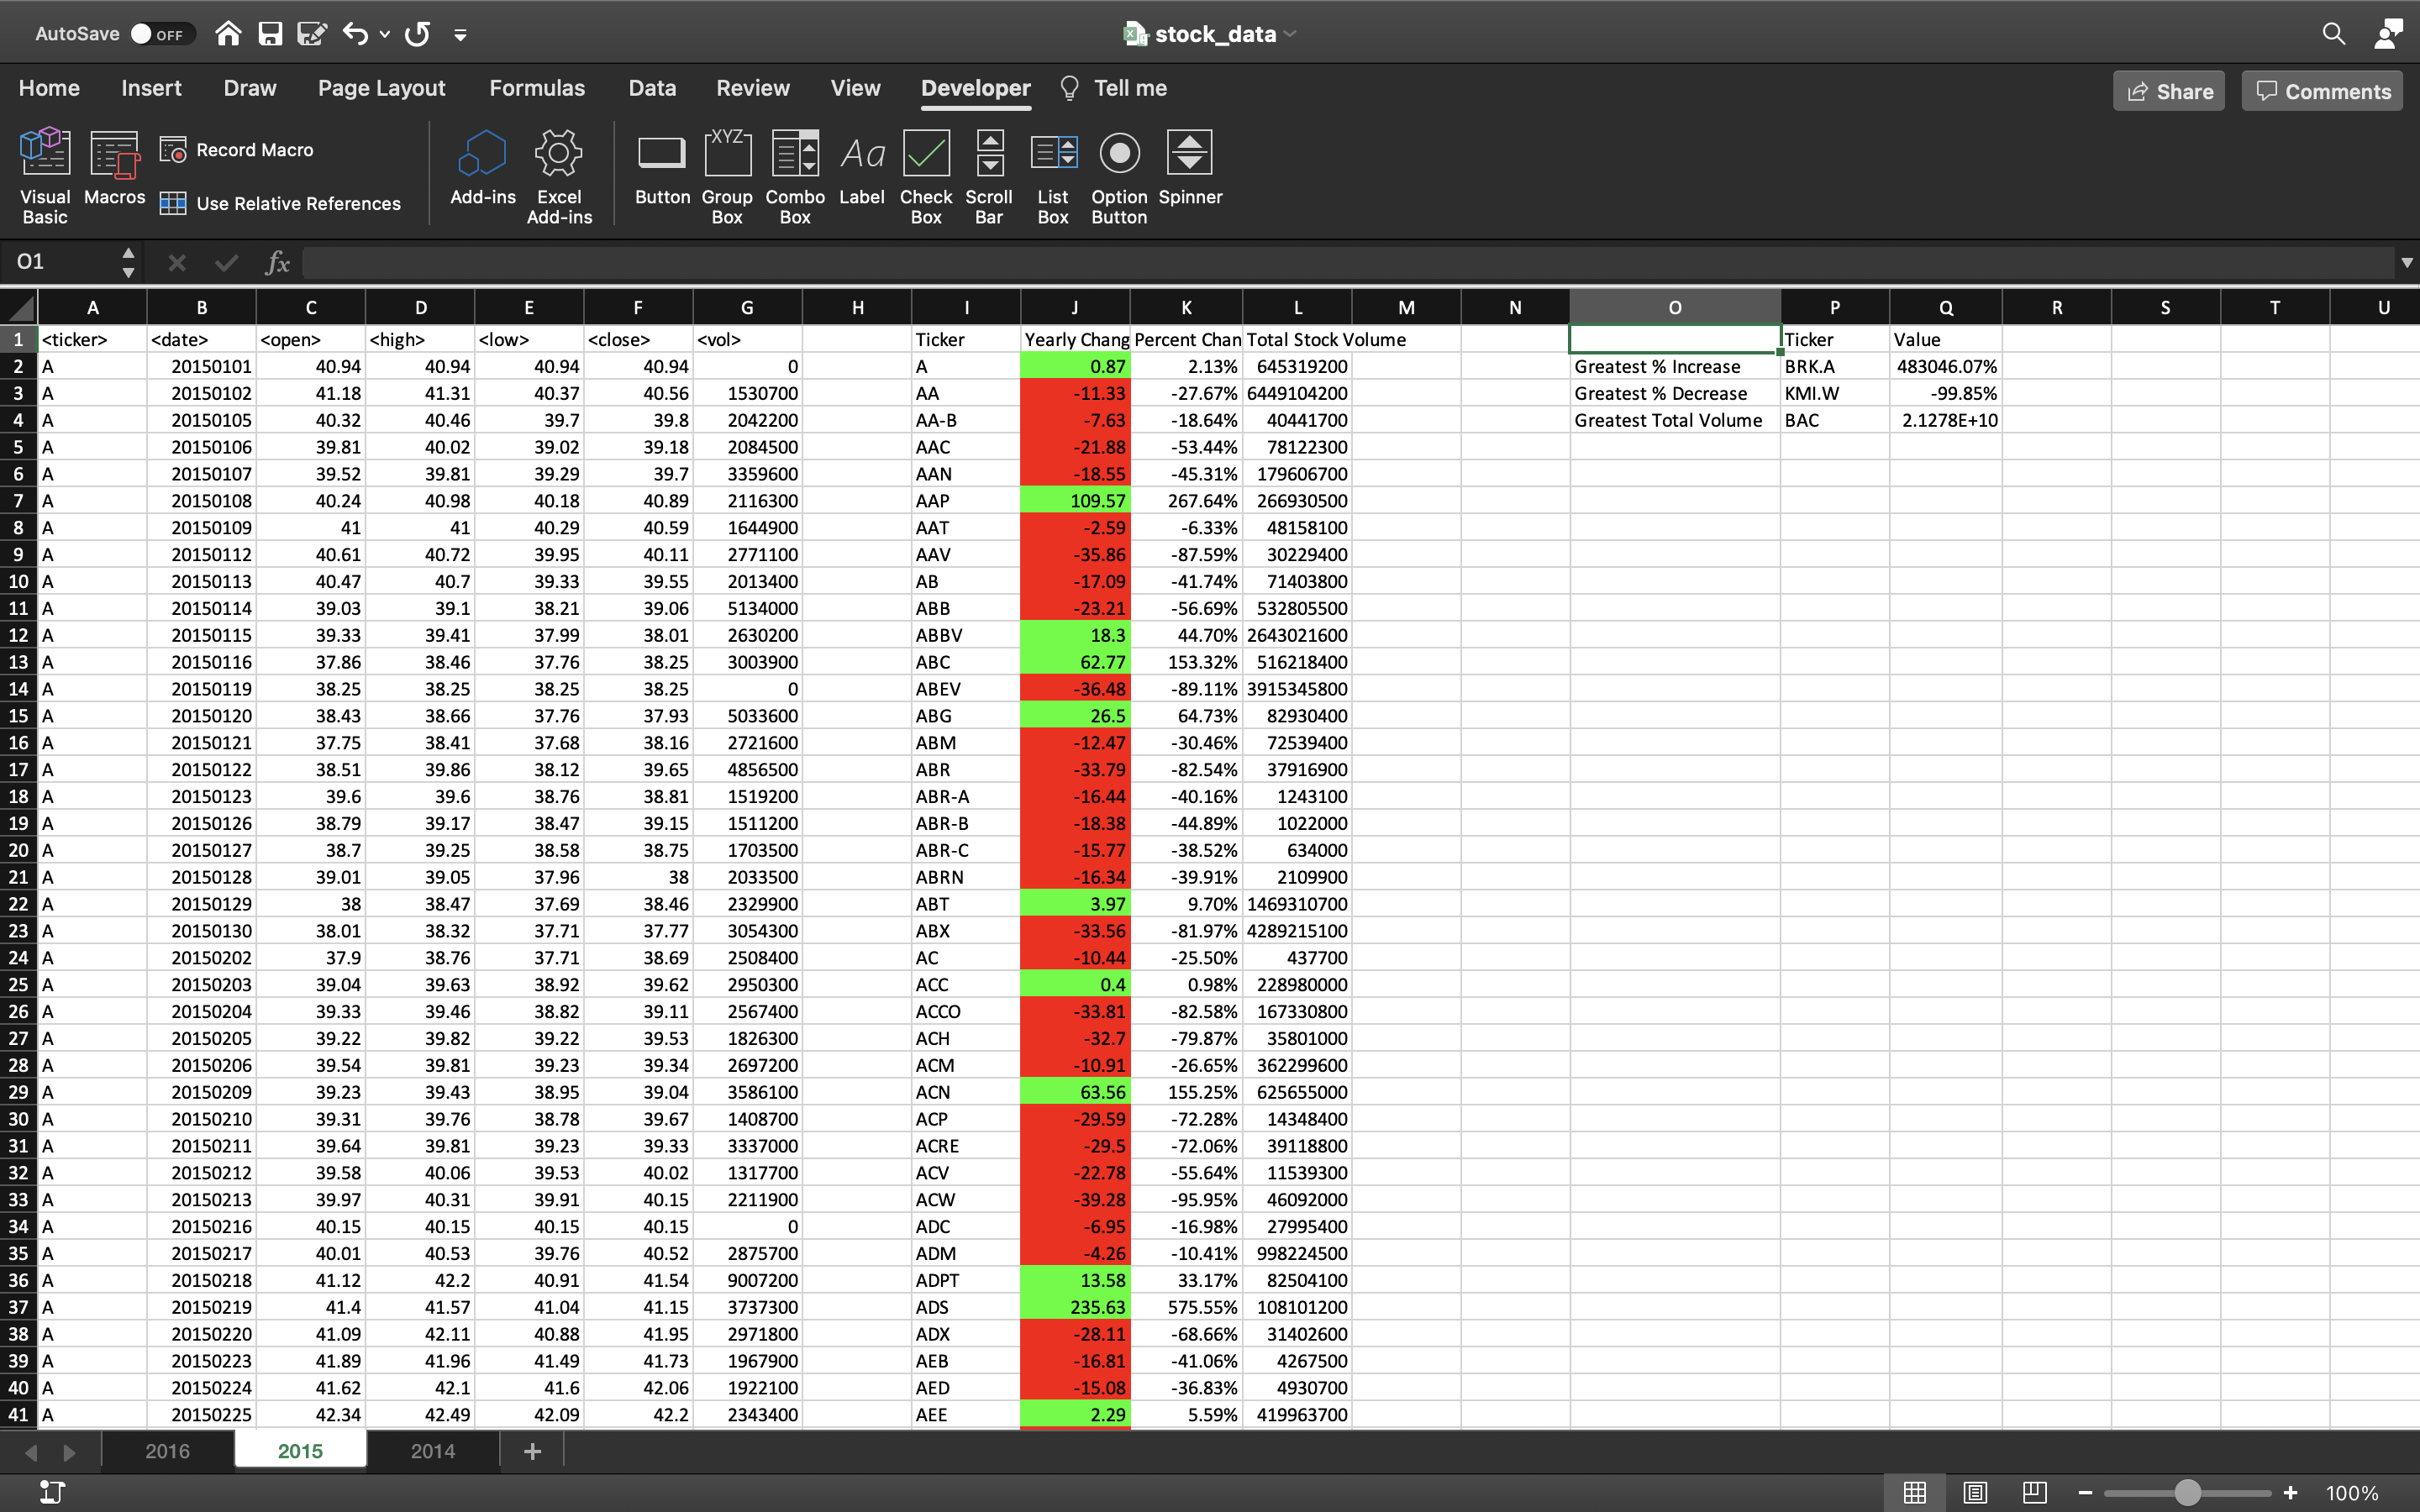 AutoSave OFF stock_data
Home Insert Draw Page Layout Formulas Data Review View Developer Tell me Share Comments
Visual Basic Macros Record Macro Use Relative References Add-ins Excel Add-ins Button Group Box Combo Box Label Check Box Scroll Bar List Box Option Button Spinner
XYZ Aa
O1 fx
A B C D E F G H I J K L M N O P Q R S T U
1 <ticker> <date> <open> <high> <low> <close> <vol> Ticker Yearly Chang Percent Chan Total Stock Volume Ticker Value
2 A 20150101 40.94 40.94 40.94 40.94 0 A 0.87 2.13% 645319200 Greatest % Increase BRK.A 483046.07%
3 A 20150102 41.18 41.31 40.37 40.56 1530700 AA -11.33 -27.67% 6449104200 Greatest % Decrease KMI.W -99.85%
4 A 20150105 40.32 40.46 39.7 39.8 2042200 AA-B -7.63 -18.64% 40441700 Greatest Total Volume BAC 2.1278E+10
5 A 20150106 39.81 40.02 39.02 39.18 2084500 AAC -21.88 -53.44% 78122300
6 A 20150107 39.52 39.81 39.29 39.7 3359600 AAN -18.55 -45.31% 179606700
7 A 20150108 40.24 40.98 40.18 40.89 2116300 AAP 109.57 267.64% 266930500
8 A 20150109 41 41 40.29 40.59 1644900 AAT -2.59 -6.33% 48158100
9 A 20150112 40.61 40.72 39.95 40.11 2771100 AAV -35.86 -87.59% 30229400
10 A 20150113 40.47 40.7 39.33 39.55 2013400 AB -17.09 -41.74% 71403800
11 A 20150114 39.03 39.1 38.21 39.06 5134000 ABB -23.21 -56.69% 532805500
12 A 20150115 39.33 39.41 37.99 38.01 2630200 ABBV 18.3 44.70% 2643021600
13 A 20150116 37.86 38.46 37.76 38.25 3003900 ABC 62.77 153.32% 516218400
14 A 20150119 38.25 38.25 38.25 38.25 0 ABEV -36.48 -89.11% 3915345800
15 A 20150120 38.43 38.66 37.76 37.93 5033600 ABG 26.5 64.73% 82930400
16 A 20150121 37.75 38.41 37.68 38.16 2721600 ABM -12.47 -30.46% 72539400
17 A 20150122 38.51 39.86 38.12 39.65 4856500 ABR -33.79 -82.54% 37916900
18 A 20150123 39.6 39.6 38.76 38.81 1519200 ABR-A -16.44 -40.16% 1243100
19 A 20150126 38.79 39.17 38.47 39.15 1511200 ABR-B -18.38 -44.89% 1022000
20 A 20150127 38.7 39.25 38.58 38.75 1703500 ABR-C -15.77 -38.52% 634000
21 A 20150128 39.01 39.05 37.96 38 2033500 ABRN -16.34 -39.91% 2109900
22 A 20150129 38 38.47 37.69 38.46 2329900 ABT 3.97 9.70% 1469310700
23 A 20150130 38.01 38.32 37.71 37.77 3054300 ABX -33.56 -81.97% 4289215100
24 A 20150202 37.9 38.76 37.71 38.69 2508400 AC -10.44 -25.50% 437700
25 A 20150203 39.04 39.63 38.92 39.62 2950300 ACC 0.4 0.98% 228980000
26 A 20150204 39.33 39.46 38.82 39.11 2567400 ACCO -33.81 -82.58% 167330800
27 A 20150205 39.22 39.82 39.22 39.53 1826300 ACH -32.7 -79.87% 35801000
28 A 20150206 39.54 39.81 39.23 39.34 2697200 ACM -10.91 -26.65% 362299600
29 A 20150209 39.23 39.43 38.95 39.04 3586100 ACN 63.56 155.25% 625655000
30 A 20150210 39.31 39.76 38.78 39.67 1408700 ACP -29.59 -72.28% 14348400
31 A 20150211 39.64 39.81 39.23 39.33 3337000 ACRE -29.5 -72.06% 39118800
32 A 20150212 39.58 40.06 39.53 40.02 1317700 ACV -22.78 -55.64% 11539300
33 A 20150213 39.97 40.31 39.91 40.15 2211900 ACW -39.28 -95.95% 46092000
34 A 20150216 40.15 40.15 40.15 40.15 0 ADC -6.95 -16.98% 27995400
35 A 20150217 40.01 40.53 39.76 40.52 2875700 ADM -4.26 -10.41% 998224500
36 A 20150218 41.12 42.2 40.91 41.54 9007200 ADPT 13.58 33.17% 82504100
37 A 20150219 41.4 41.57 41.04 41.15 3737300 ADS 235.63 575.55% 108101200
38 A 20150220 41.09 42.11 40.88 41.95 2971800 ADX -28.11 -68.66% 31402600
39 A 20150223 41.89 41.96 41.49 41.73 1967900 AEB -16.81 -41.06% 4267500
40 A 20150224 41.62 42.1 41.6 42.06 1922100 AED -15.08 -36.83% 4930700
41 A 20150225 42.34 42.49 42.09 42.2 2343400 AEE 2.29 5.59% 419963700
2016 2015 2014 +
100%